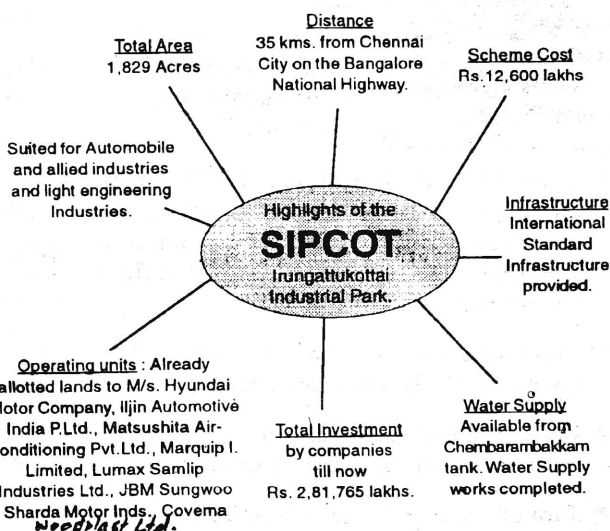 Distance
35 kms. from Chennai
City on the Bangalore
National Highway.
Total Area
1,829 Acres
Scheme Cost
Rs.12,600 lakhs
Suited for Automobile
and allied industries
and light engineering
Industries.
Highlights of the
SIPCOT
Irungattukottai
Industrial Park.
Infrastructure
International
Standard
Infrastructure
provided.
Operating units : Already
allotted lands to M/s. Hyundai
Motor Company, Iljin Automotive
India P.Ltd., Matsushita Air-
onditioning Pvt.Ltd., Marquip I.
Limited, Lumax Samlip
Industries Ltd., JBM Sungwoo
Sharda Motor Inds., Covema
Woodplast Ltd.
Total Investment
by companies
till now
Rs. 2,81,765 lakhs.
Water Supply
Available from
Chembarambakkam
tank. Water Supply
works completed.